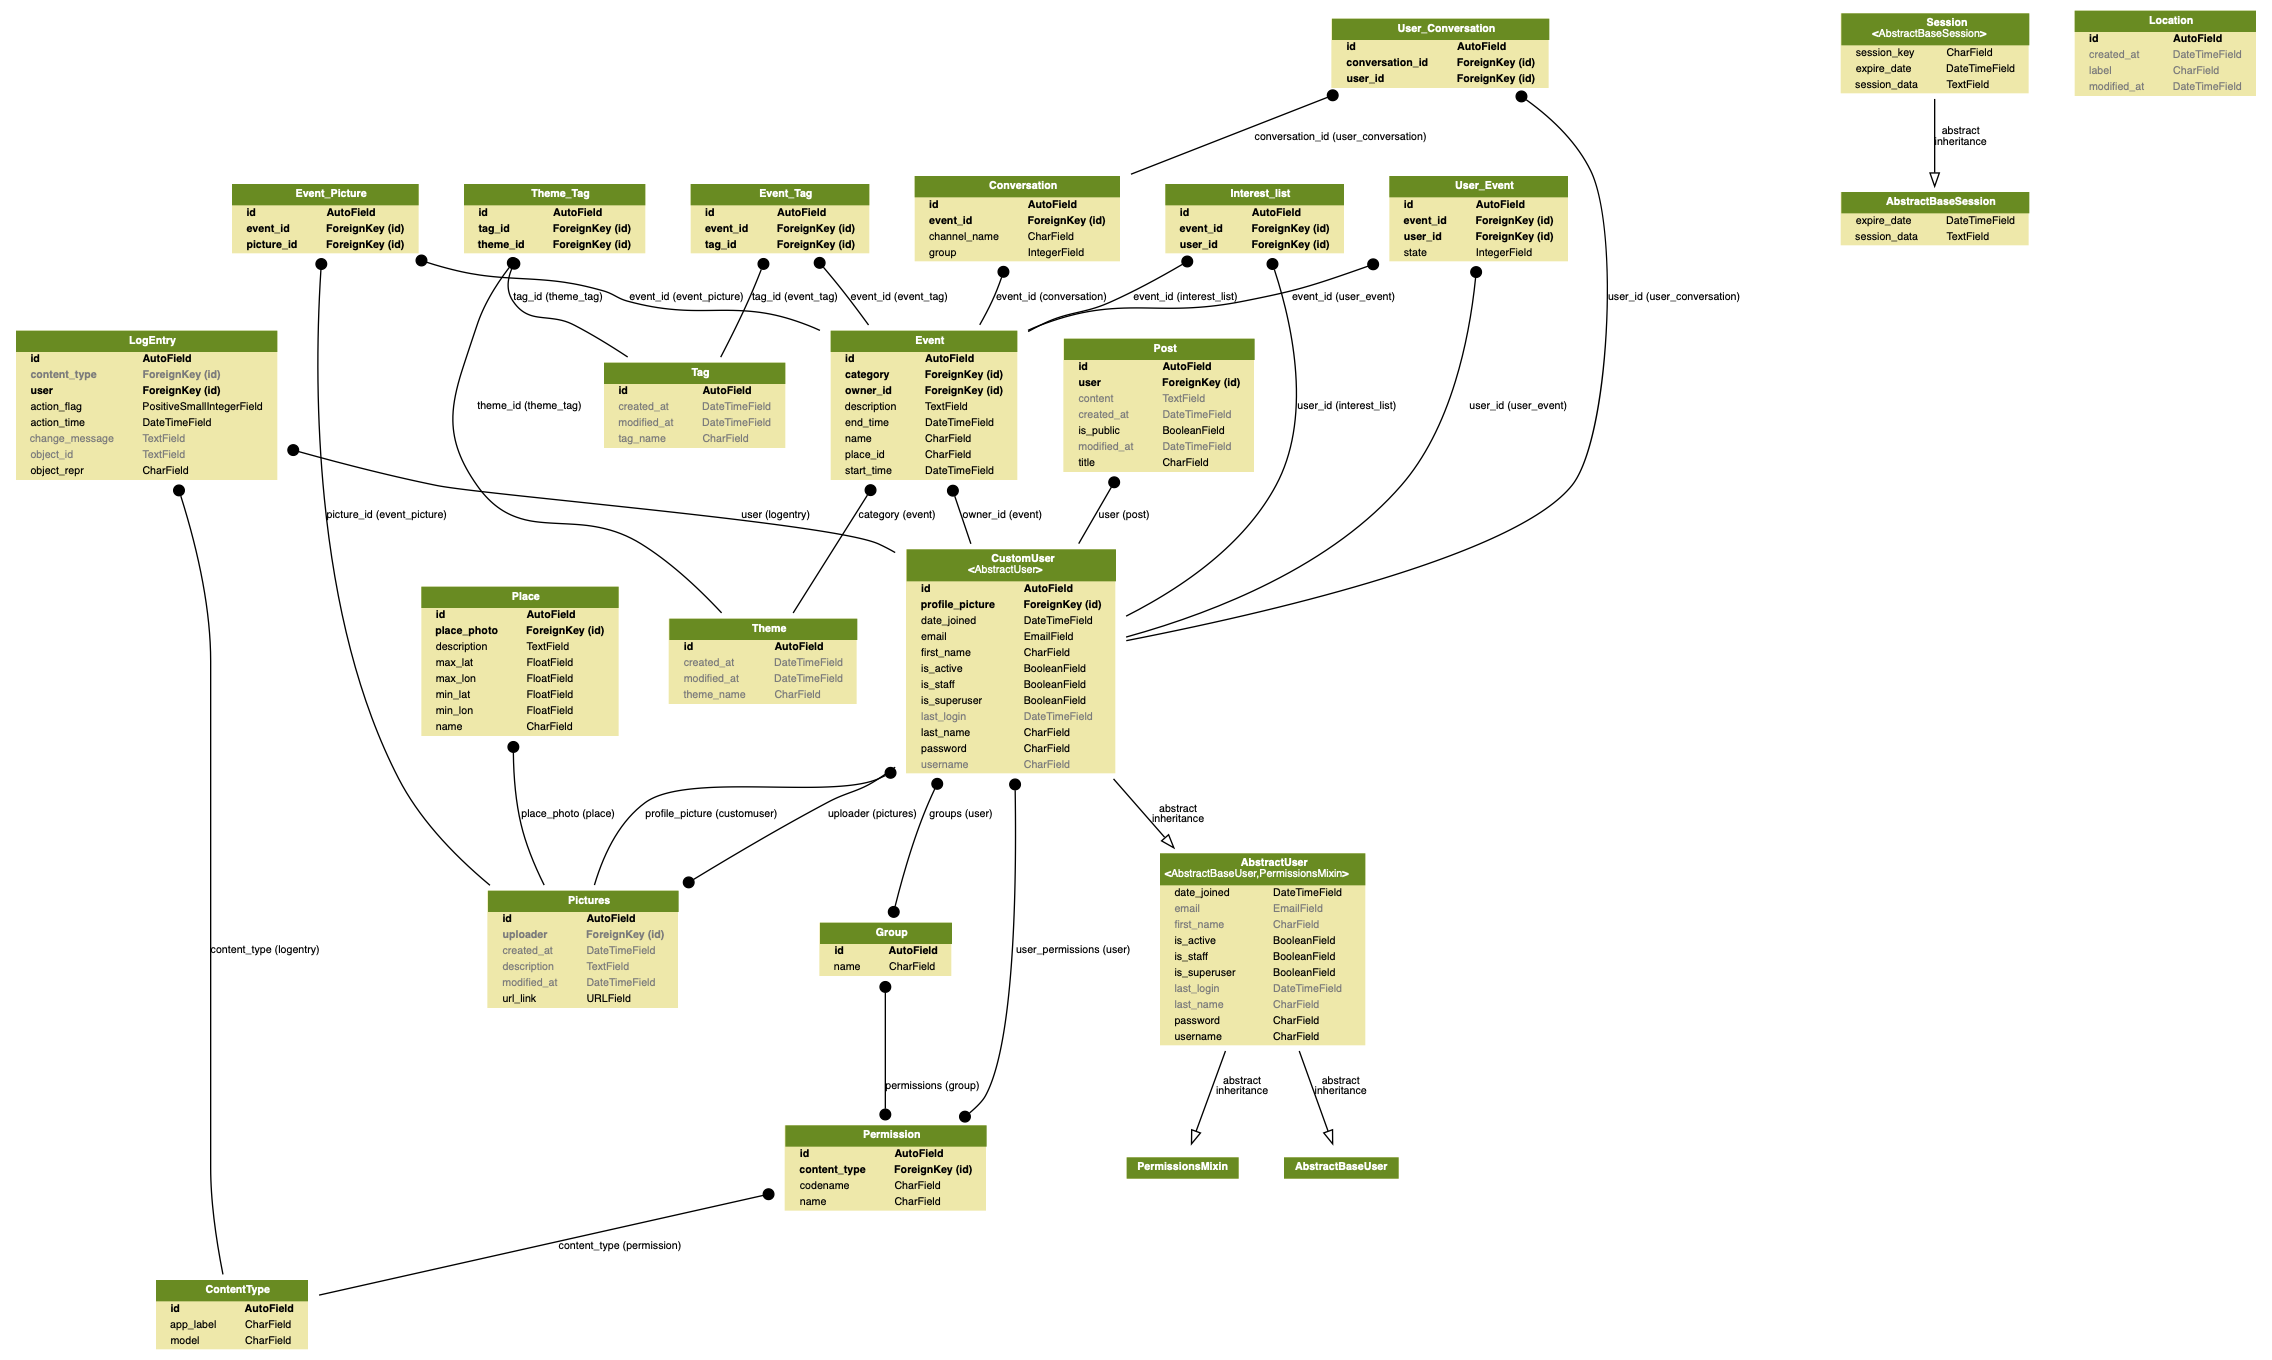 User_Conversation
id AutoField
conversation_id ForeignKey (id)
user_id ForeignKey (id)
Session
<AbstractBaseSession>
session_key CharField
expire_date DateTimeField
session_data TextField
Location
id AutoField
created_at DateTimeField
label CharField
modified_at DateTimeField
conversation_id (user_conversation)
abstract
inheritance
Event_Picture
id AutoField
event_id ForeignKey (id)
picture_id ForeignKey (id)
Theme_Tag
id AutoField
tag_id ForeignKey (id)
theme_id ForeignKey (id)
Event_Tag
id AutoField
event_id ForeignKey (id)
tag_id ForeignKey (id)
Conversation
id AutoField
event_id ForeignKey (id)
channel_name CharField
group IntegerField
Interest_list
id AutoField
event_id ForeignKey (id)
user_id ForeignKey (id)
User_Event
id AutoField
event_id ForeignKey (id)
user_id ForeignKey (id)
state IntegerField
AbstractBaseSession
expire_date DateTimeField
session_data TextField
tag_id (theme_tag)
event_id (event_picture)
tag_id (event_tag)
event_id (event_tag)
event_id (conversation)
event_id (interest_list)
event_id (user_event)
user_id (user_conversation)
LogEntry
id AutoField
content_type ForeignKey (id)
user ForeignKey (id)
action_flag PositiveSmallIntegerField
action_time DateTimeField
change_message TextField
object_id TextField
object_repr CharField
Tag
id AutoField
created_at DateTimeField
modified_at DateTimeField
tag_name CharField
Event
id AutoField
category ForeignKey (id)
owner_id ForeignKey (id)
description TextField
end_time DateTimeField
name CharField
place_id CharField
start_time DateTimeField
Post
id AutoField
user ForeignKey (id)
content TextField
created_at DateTimeField
is_public BooleanField
modified_at DateTimeField
title CharField
theme_id (theme_tag)
user_id (interest_list)
user_id (user_event)
picture_id (event_picture)
user (logentry)
category (event)
owner_id (event)
user (post)
Place
id AutoField
place_photo ForeignKey (id)
description TextField
max_lat FloatField
max_lon FloatField
min_lat FloatField
min_lon FloatField
name CharField
Theme
id AutoField
created_at DateTimeField
modified_at DateTimeField
theme_name CharField
CustomUser
<AbstractUser>
id AutoField
profile_picture ForeignKey (id)
date_joined DateTimeField
email EmailField
first_name CharField
is_active BooleanField
is_staff BooleanField
is_superuser BooleanField
last_login DateTimeField
last_name CharField
password CharField
username CharField
place_photo (place)
profile_picture (customuser)
uploader (pictures)
groups (user)
abstract
inheritance
Pictures
id AutoField
uploader ForeignKey (id)
created_at DateTimeField
description TextField
modified_at DateTimeField
url_link URLField
Group
id AutoField
name CharField
AbstractUser
<AbstractBaseUser,PermissionsMixin>
date_joined DateTimeField
email EmailField
first_name CharField
is_active BooleanField
is_staff BooleanField
is_superuser BooleanField
last_login DateTimeField
last_name CharField
password CharField
username CharField
content_type (logentry)
user_permissions (user)
permissions (group)
abstract
inheritance
abstract
inheritance
Permission
id AutoField
content_type ForeignKey (id)
codename CharField
name CharField
PermissionsMixin
AbstractBaseUser
content_type (permission)
ContentType
id AutoField
app_label CharField
model CharField